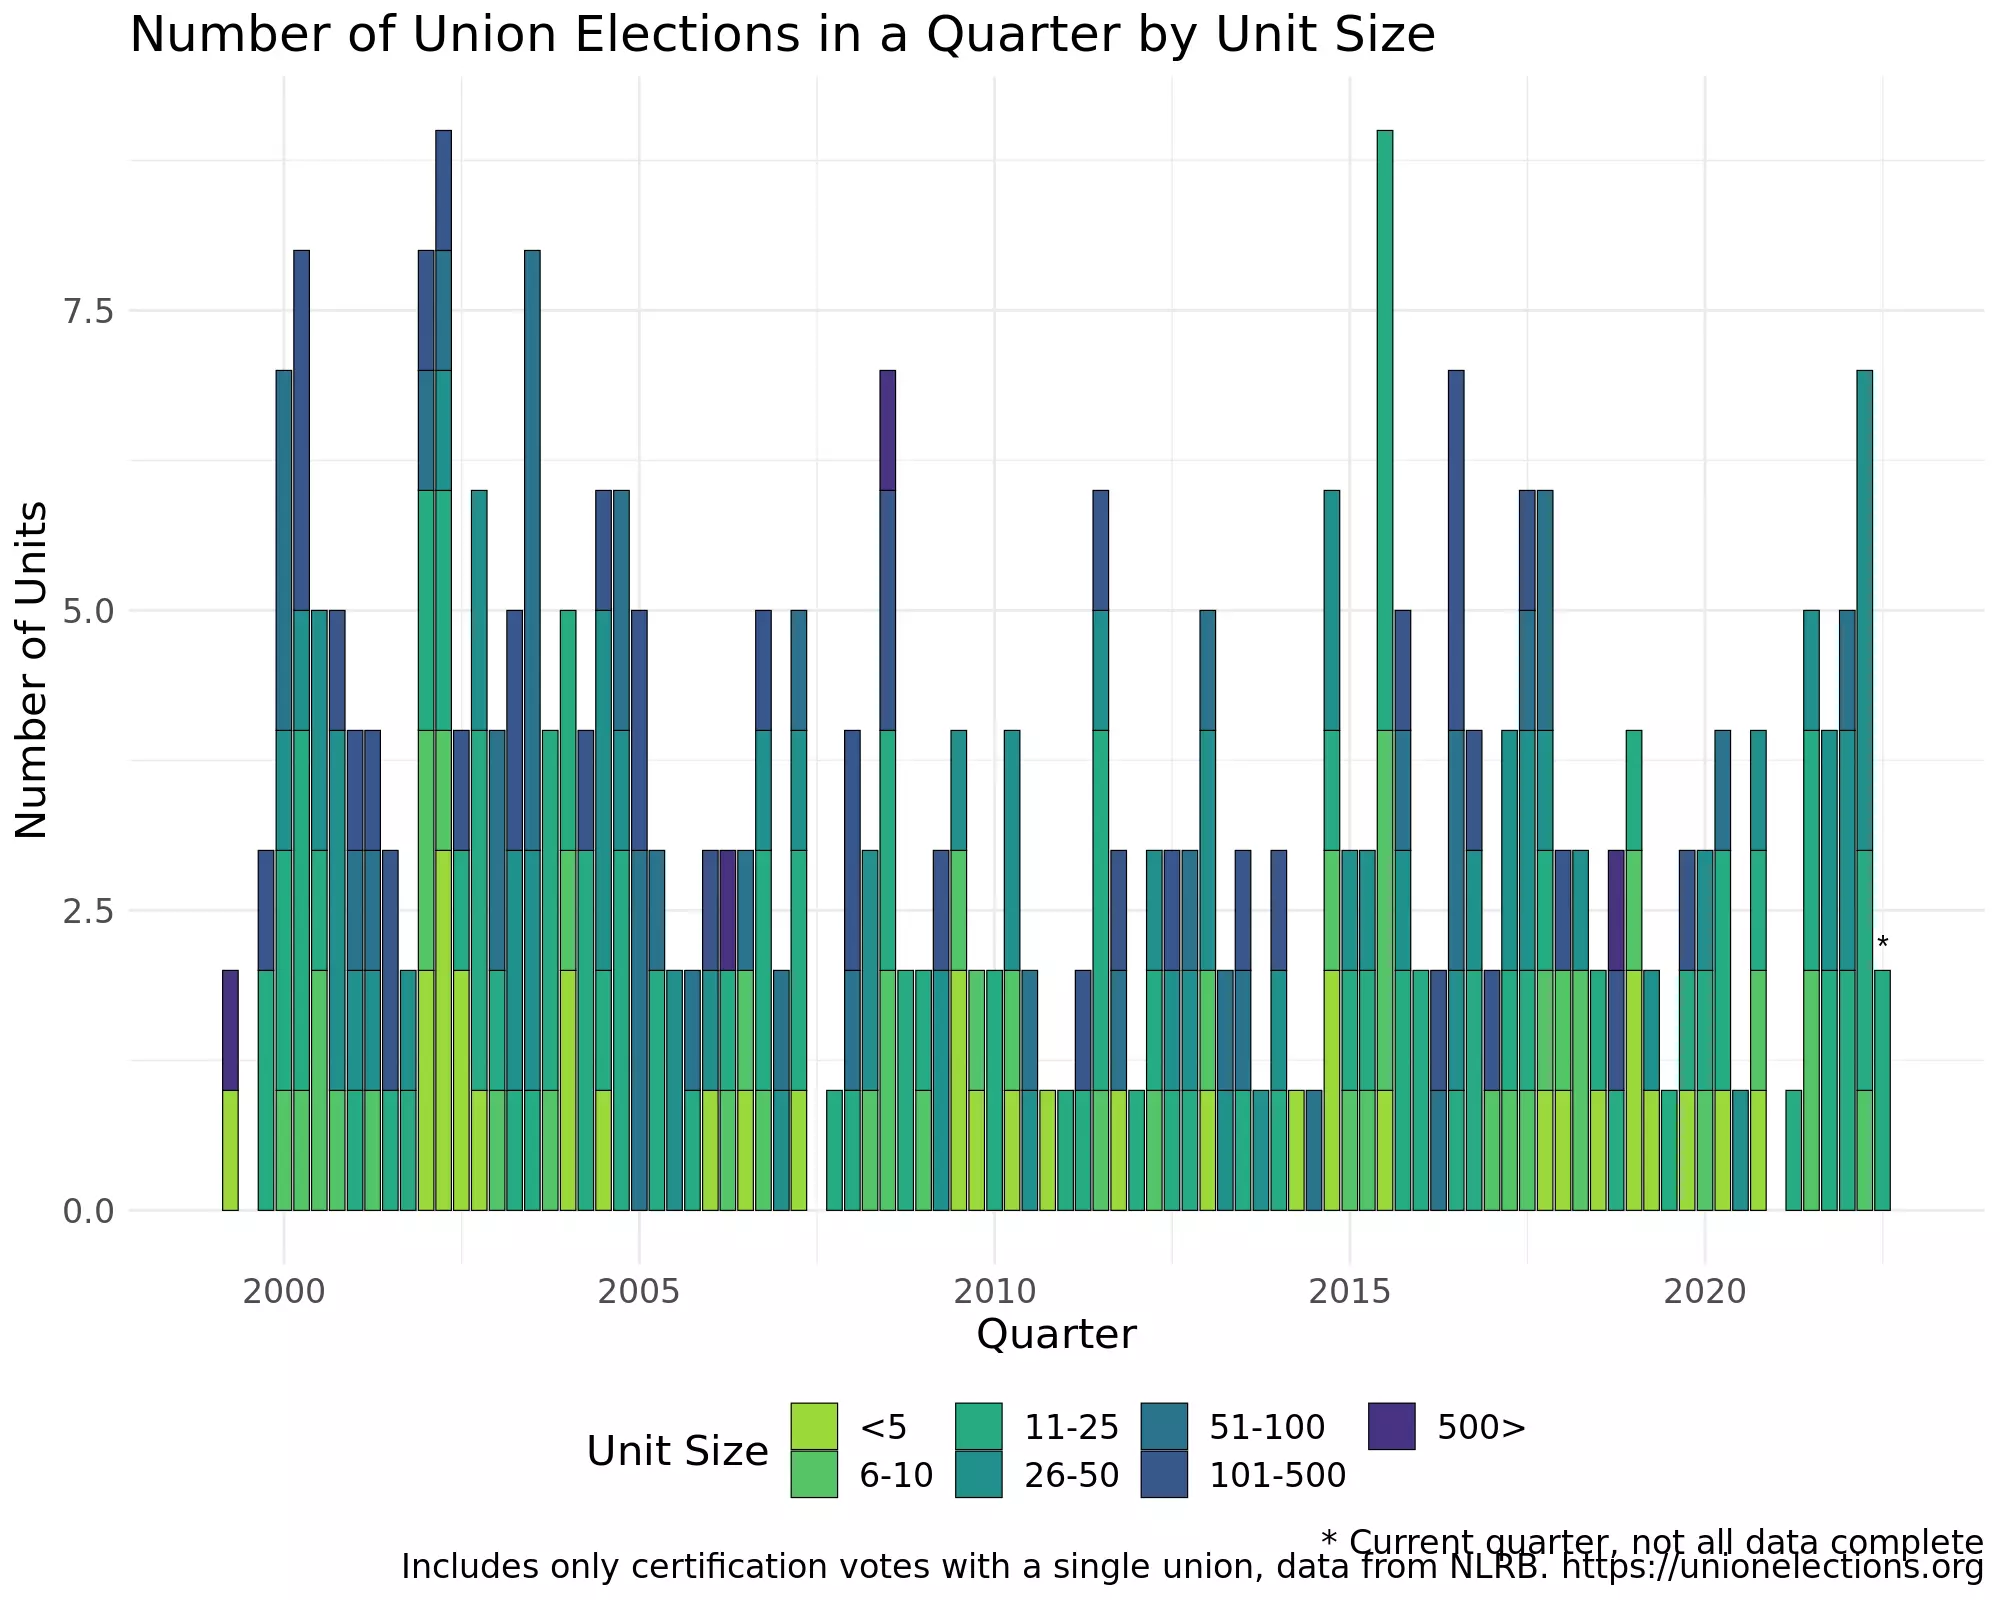 Number of Union Elections in a Quarter by Unit Size
Number of Units
7.5
5.0
2.5
0.0
*
2000 2005 2010 2015 2020
Quarter
Unit Size
<5 11-25 51-100 500>
6-10 26-50 101-500
* Current quarter, not all data complete
Includes only certification votes with a single union, data from NLRB. https://unionelections.org